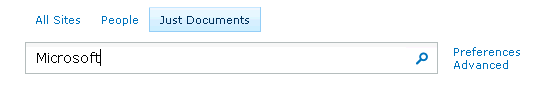 All Sites People Just Documents
Microsoft
Preferences
Advanced